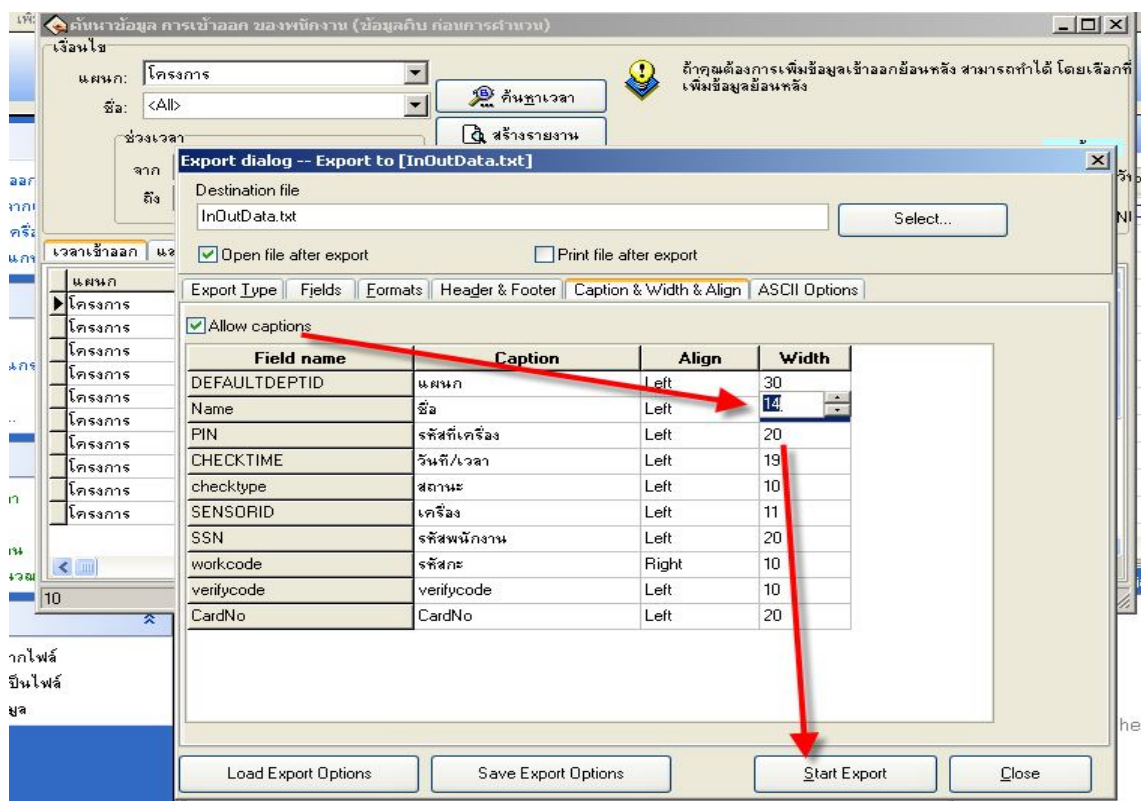 ค้นหาข้อมูล การเข้าออก ของพนักงาน (ข้อมูลดิบ ก่อนการคำนวน)
เงื่อนไข
แผนก: โครงการ
ชื่อ: <All>
ค้นหาเวลา
สร้างรายงาน
ถ้าคุณต้องการเพิ่มข้อมูลเข้าออกย้อนหลัง สามารถทำได้ โดยเลือกที่
เพิ่มข้อมูลย้อนหลัง
ช่วงเวลา
จาก
ถึง
เวลาเข้าออก
แผนก
โครงการ
โครงการ
โครงการ
โครงการ
โครงการ
โครงการ
โครงการ
โครงการ
โครงการ
โครงการ
10
Export dialog -- Export to [InOutData.txt]
Destination file
InOutData.txt Select...
Open file after export Print file after export
Export Type Fields Formats Header & Footer Caption & Width & Align ASCII Options
Allow captions
Field name Caption Align Width
DEFAULTDEPTID แผนก Left 30
Name ชื่อ Left 14
PIN รหัสที่เครื่อง Left 20
CHECKTIME วันที่/เวลา Left 19
checktype สถานะ Left 10
SENSORID เครื่อง Left 11
SSN รหัสพนักงาน Left 20
workcode รหัสกะ Right 10
verifycode verifycode Left 10
CardNo CardNo Left 20
Load Export Options Save Export Options Start Export Close
ากไฟล์
ป็นไฟล์
มูล
he